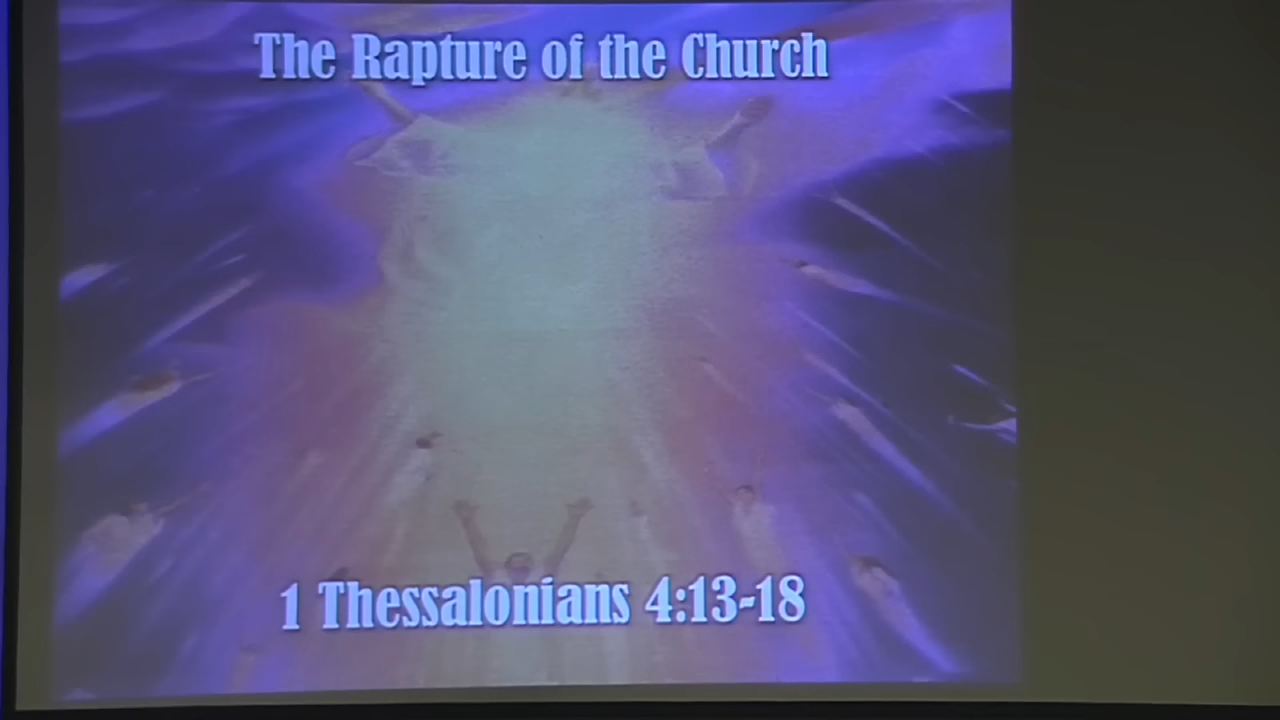 The Rapture of the Church
1 Thessalonians 4:13-18